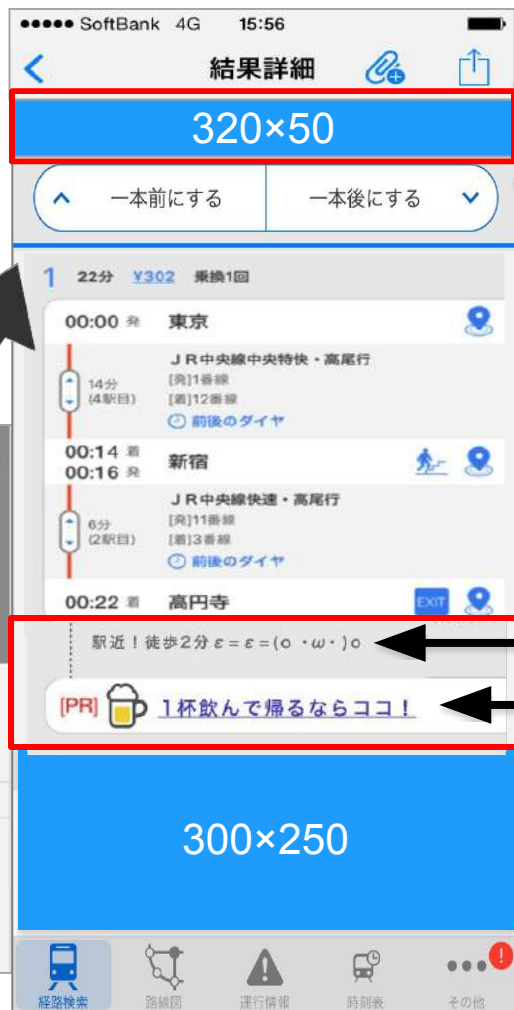 ●●●●● SoftBank 4G 15:56
結果詳細
320×50
一本前にする 一本後にする
1 22分 ¥302 乗換1回
00:00 発 東京
ＪＲ中央線中央特快・高尾行
14分 [発]1番線
(4駅目) [着]12番線
前後のダイヤ
00:14 着
00:16 発 新宿
ＪＲ中央線快速・高尾行
6分 [発]11番線
(2駅目) [着]3番線
前後のダイヤ
00:22 着 高円寺 EXIT
駅近！徒歩2分 ε=ε=(o ・ω・)o
[PR] 1杯飲んで帰るならココ！
300×250
経路検索 路線図 運行情報 時刻表 その他